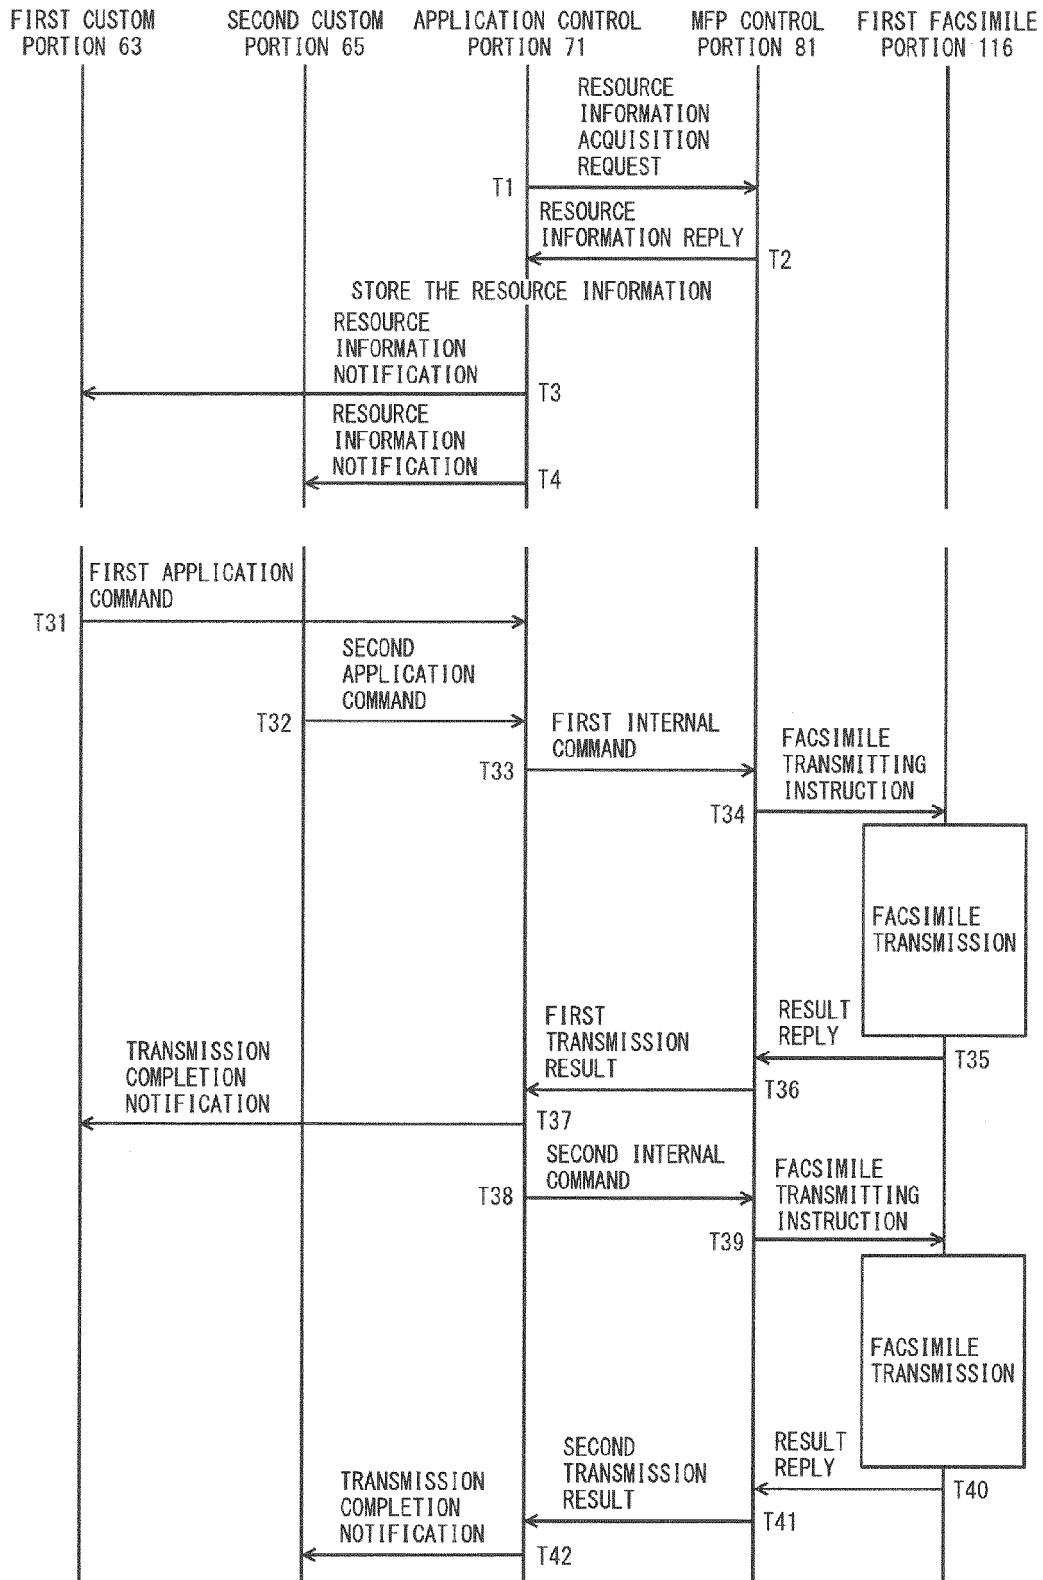 FIRST CUSTOM
PORTION 63
SECOND CUSTOM
PORTION 65
APPLICATION CONTROL
PORTION 71
MFP CONTROL
PORTION 81
FIRST FACSIMILE
PORTION 116
RESOURCE
INFORMATION
ACQUISITION
REQUEST
T1
RESOURCE
INFORMATION REPLY
T2
STORE THE RESOURCE INFORMATION
RESOURCE
INFORMATION
NOTIFICATION
T3
RESOURCE
INFORMATION
NOTIFICATION
T4
FIRST APPLICATION
COMMAND
T31
SECOND
APPLICATION
COMMAND
T32
FIRST INTERNAL
COMMAND
T33
FACSIMILE
TRANSMITTING
INSTRUCTION
T34
FACSIMILE
TRANSMISSION
RESULT
REPLY
T35
FIRST
TRANSMISSION
RESULT
T36
TRANSMISSION
COMPLETION
NOTIFICATION
T37
SECOND INTERNAL
COMMAND
T38
FACSIMILE
TRANSMITTING
INSTRUCTION
T39
FACSIMILE
TRANSMISSION
RESULT
REPLY
T40
SECOND
TRANSMISSION
RESULT
T41
TRANSMISSION
COMPLETION
NOTIFICATION
T42